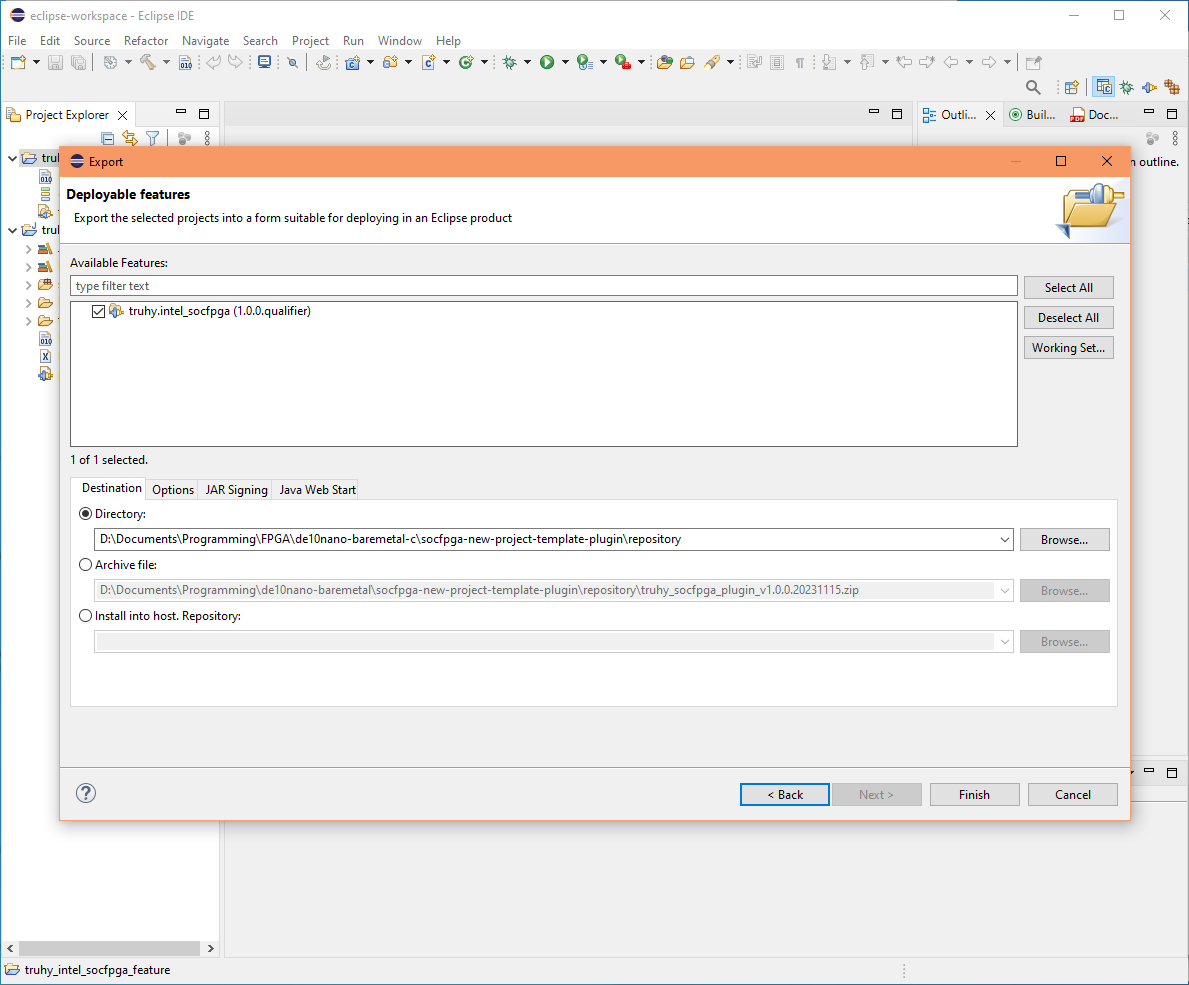 eclipse-workspace - Eclipse IDE
File Edit Source Refactor Navigate Search Project Run Window Help
Project Explorer
Outli...
Buil...
Doc...
n outline.
Export
Deployable features
Export the selected projects into a form suitable for deploying in an Eclipse product
Available Features:
type filter text
Select All
truhy.intel_socfpga (1.0.0.qualifier)
Deselect All
Working Set...
1 of 1 selected.
Destination Options JAR Signing Java Web Start
Directory:
D:\Documents\Programming\FPGA\de10nano-baremetal-c\socfpga-new-project-template-plugin\repository
Browse...
Archive file:
D:\Documents\Programming\de10nano-baremetal\socfpga-new-project-template-plugin\repository\truhy_socfpga_plugin_v1.0.0.20231115.zip
Browse...
Install into host. Repository:
Browse...
< Back Next > Finish Cancel
truhy_intel_socfpga_feature